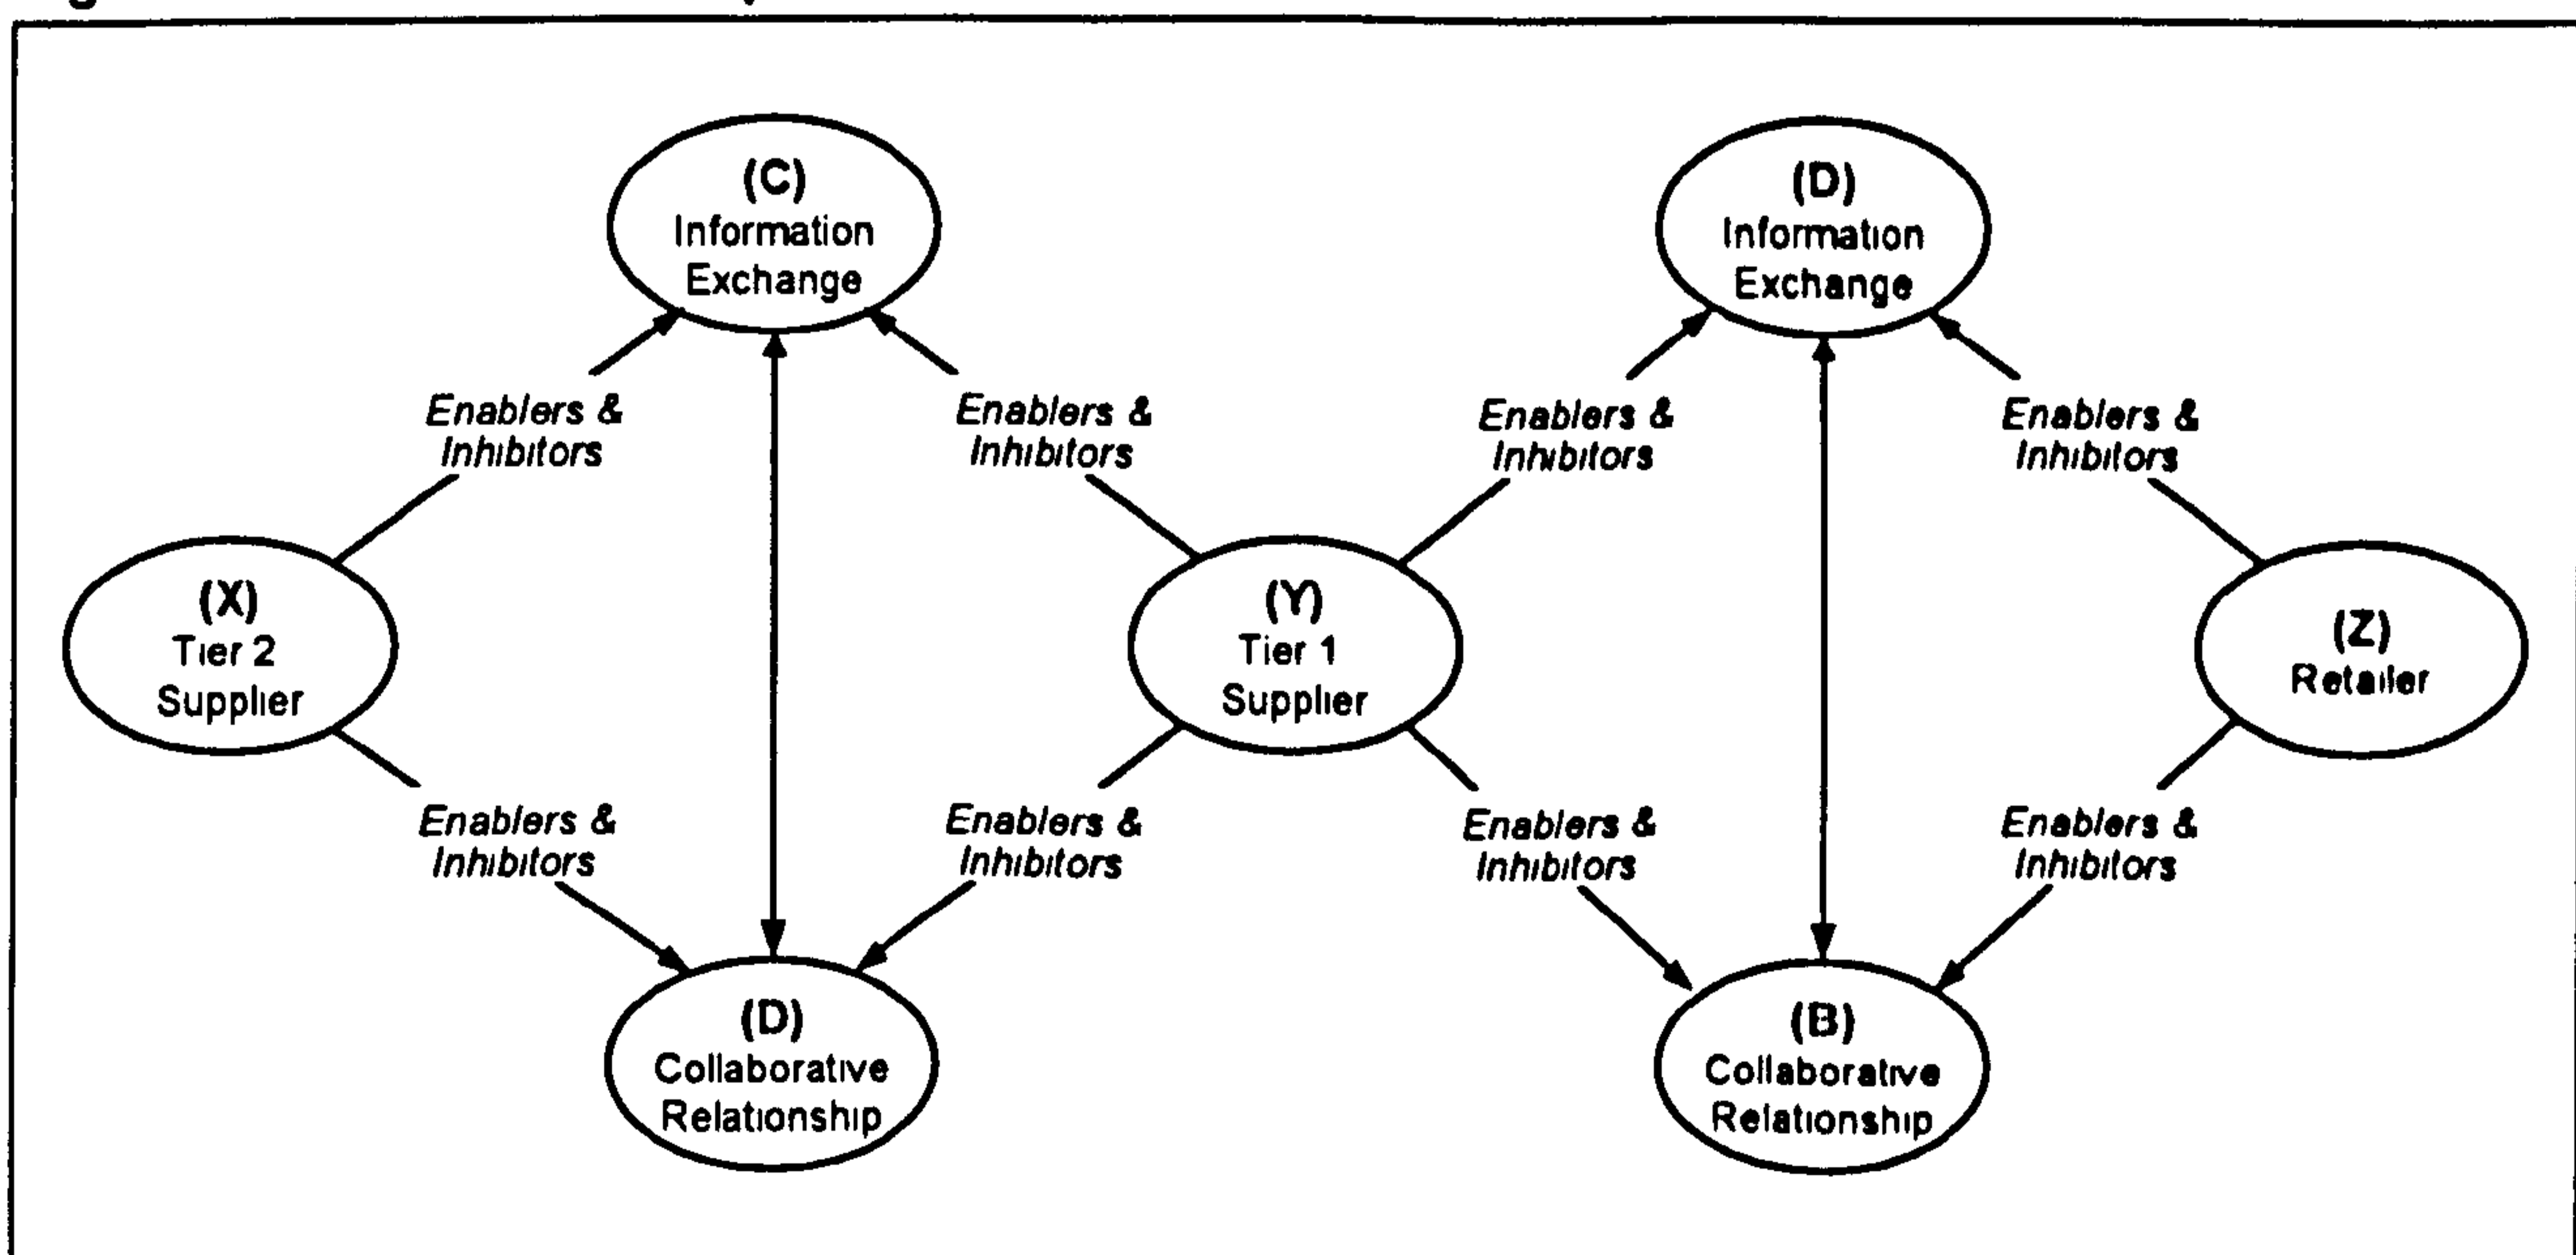 (C)
Information
Exchange
(D)
Information
Exchange
Enablers &
Inhibitors
Enablers &
Inhibitors
Enablers &
Inhibitors
Enablers &
Inhibitors
(X)
Tier 2
Supplier
(Y)
Tier 1
Supplier
(Z)
Retailer
Enablers &
Inhibitors
Enablers &
Inhibitors
Enablers &
Inhibitors
Enablers &
Inhibitors
(D)
Collaborative
Relationship
(B)
Collaborative
Relationship